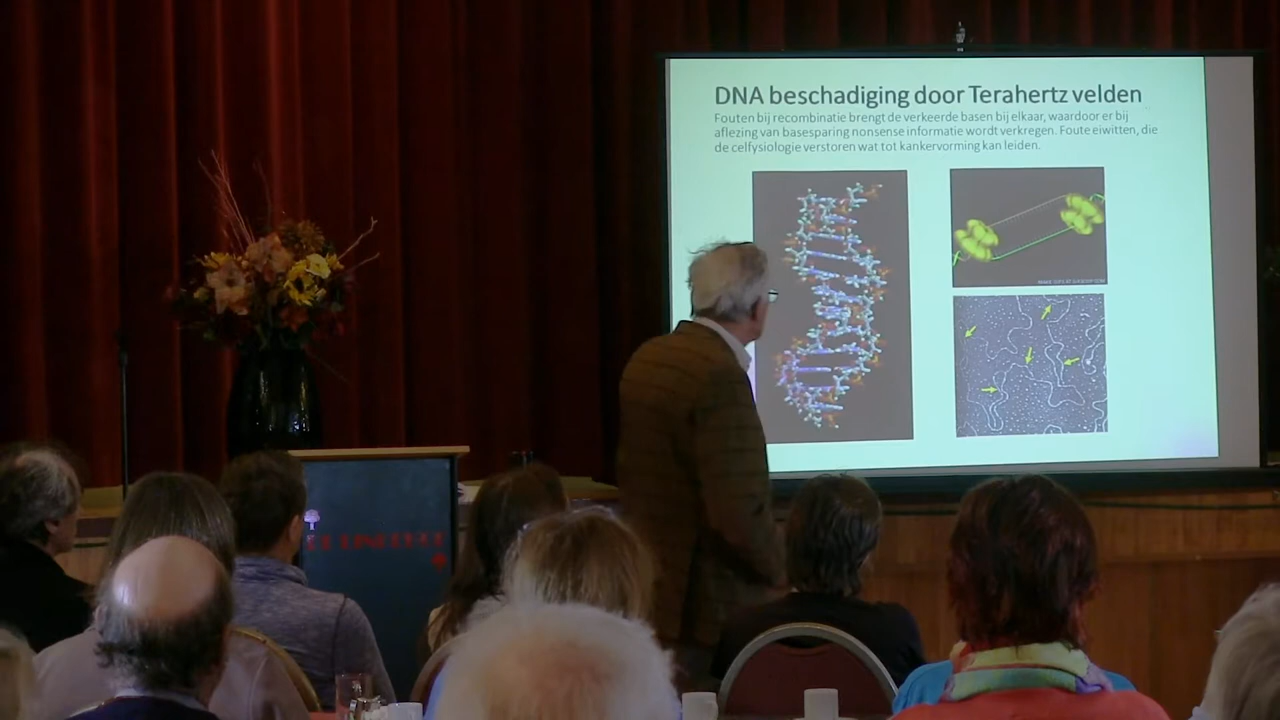 DNA beschadiging door Terahertz velden
Fouten bij recombinatie brengt de verkeerde basen bij elkaar, waardoor er bij
aflezing van basesparing nonsense informatie wordt verkregen. Foute eiwitten, die
de celfysiologie verstoren wat tot kankervorming kan leiden.